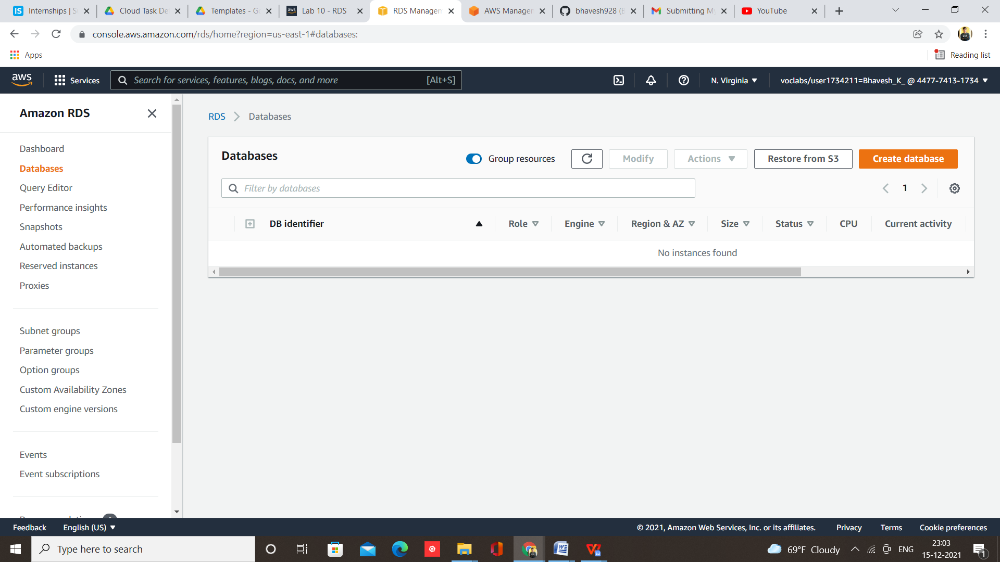 Internships | S
Cloud Task De
Templates - Go
Lab 10 - RDS
RDS Managem
AWS Manager
bhavesh928 (B
Submitting My
YouTube
console.aws.amazon.com/rds/home?region=us-east-1#databases:
Apps
Reading list
aws
Services
Search for services, features, blogs, docs, and more
[Alt+S]
N. Virginia
voclabs/user1734211=Bhavesh_K_ @ 4477-7413-1734
Amazon RDS
Dashboard
Databases
Query Editor
Performance insights
Snapshots
Automated backups
Reserved instances
Proxies
Subnet groups
Parameter groups
Option groups
Custom Availability Zones
Custom engine versions
Events
Event subscriptions
RDS
Databases
Databases
Group resources
Modify
Actions
Restore from S3
Create database
Filter by databases
1
DB identifier
Role
Engine
Region & AZ
Size
Status
CPU
Current activity
No instances found
Feedback
English (US)
© 2021, Amazon Web Services, Inc. or its affiliates.
Privacy
Terms
Cookie preferences
Type here to search
69°F Cloudy
ENG
23:03
15-12-2021
1